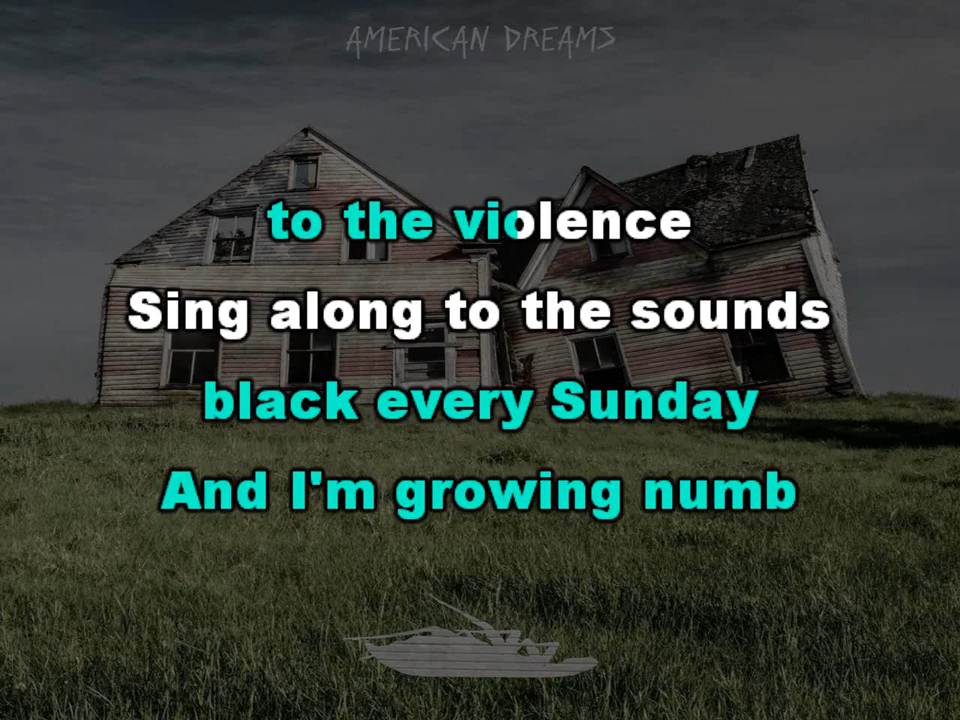 AMERICAN DREAMS
to the violence
Sing along to the sounds
black every Sunday
And I'm growing numb